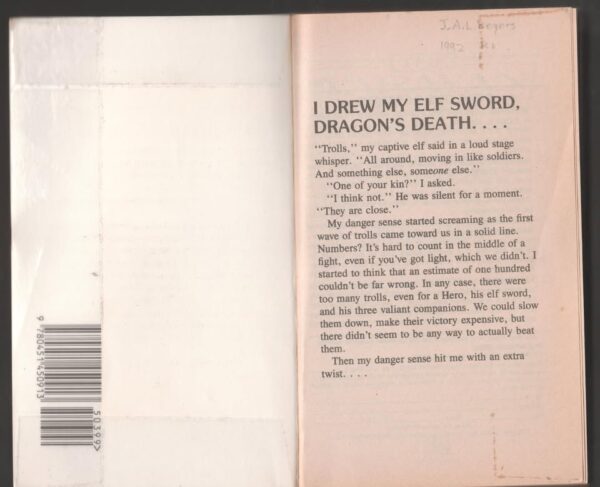 J.A.L.
1992
I DREW MY ELF SWORD,
DRAGON'S DEATH. . . .
"Trolls," my captive elf said in a loud stage
whisper. "All around, moving in like soldiers.
And something else, someone else."
"One of your kin?" I asked.
"I think not." He was silent for a moment.
"They are close."
My danger sense started screaming as the first
wave of trolls came toward us in a solid line.
Numbers? It's hard to count in the middle of a
fight, even if you've got light, which we didn't. I
started to think that an estimate of one hundred
couldn't be far wrong. In any case, there were
too many trolls, even for a Hero, his elf sword,
and his three valiant companions. We could slow
them down, make their victory expensive, but
there didn't seem to be any way to actually beat
them.
Then my danger sense hit me with an extra
twist. . . .
9 780451 450913
50399>